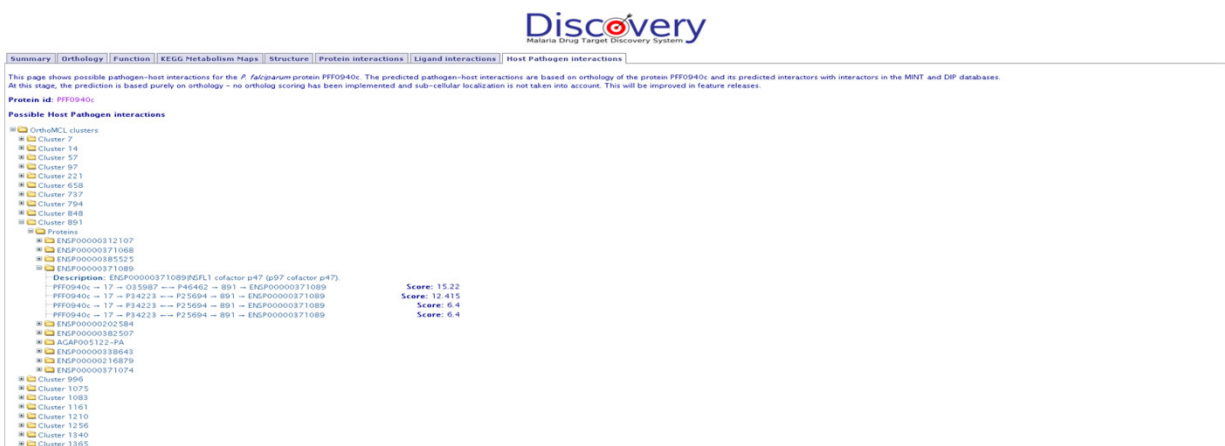 Discovery
Malaria Drug Target Discovery System
Summary Orthology Function KEGG Metabolism Maps Structure Protein interactions Ligand interactions Host Pathogen interactions
This page shows possible pathogen-host interactions for the P. falciparum protein PFF0940c. The predicted pathogen-host interactions are based on orthology of the protein PFF0940c and its predicted interactors with interactors in the MINT and DIP databases.
At this stage, the prediction is based purely on orthology - no ortholog scoring has been implemented and sub-cellular localization is not taken into account. This will be improved in feature releases.
Protein id: PFF0940c
Possible Host Pathogen interactions
OrthoMCL clusters
Cluster 7
Cluster 14
Cluster 57
Cluster 97
Cluster 221
Cluster 658
Cluster 737
Cluster 794
Cluster 848
Cluster 891
Proteins
ENSP00000312107
ENSP00000371068
ENSP00000385525
ENSP00000371089
Description: ENSP00000371089|NSFL1 cofactor p47 (p97 cofactor p47).
PFF0940c → 17 → O35987 ←→ P46462 → 891 → ENSP00000371089 Score: 15.22
PFF0940c → 17 → P34223 ←→ P25694 → 891 → ENSP00000371089 Score: 12.415
PFF0940c → 17 → P34223 ←→ P25694 → 891 → ENSP00000371089 Score: 6.4
PFF0940c → 17 → P34223 ←→ P25694 → 891 → ENSP00000371089 Score: 6.4
ENSP00000202584
ENSP00000382507
AGAP005122-PA
ENSP00000338643
ENSP00000216879
ENSP00000371074
Cluster 996
Cluster 1075
Cluster 1083
Cluster 1161
Cluster 1210
Cluster 1256
Cluster 1340
Cluster 1365